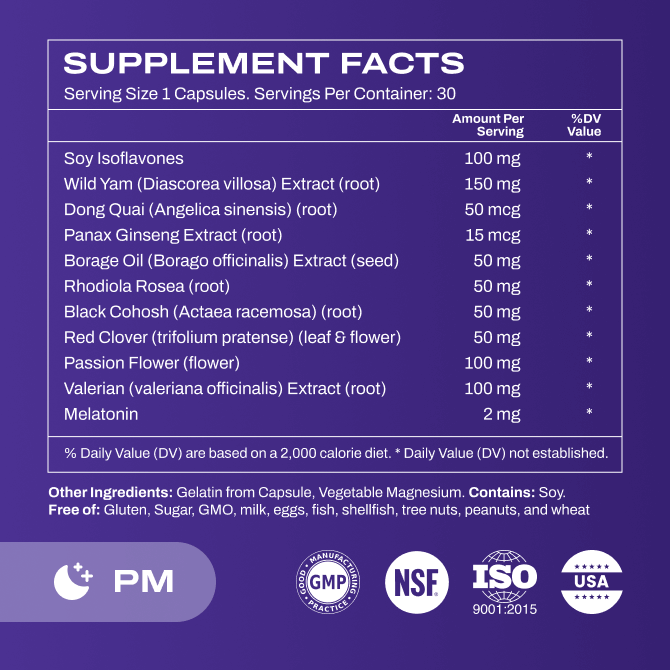 SUPPLEMENT FACTS
Serving Size 1 Capsules. Servings Per Container: 30
Amount Per Serving %DV Value
Soy Isoflavones 100 mg *
Wild Yam (Diascorea villosa) Extract (root) 150 mg *
Dong Quai (Angelica sinensis) (root) 50 mcg *
Panax Ginseng Extract (root) 15 mcg *
Borage Oil (Borago officinalis) Extract (seed) 50 mg *
Rhodiola Rosea (root) 50 mg *
Black Cohosh (Actaea racemosa) (root) 50 mg *
Red Clover (trifolium pratense) (leaf & flower) 50 mg *
Passion Flower (flower) 100 mg *
Valerian (valeriana officinalis) Extract (root) 100 mg *
Melatonin 2 mg *
% Daily Value (DV) are based on a 2,000 calorie diet. * Daily Value (DV) not established.
Other Ingredients: Gelatin from Capsule, Vegetable Magnesium. Contains: Soy.
Free of: Gluten, Sugar, GMO, milk, eggs, fish, shellfish, tree nuts, peanuts, and wheat
PM
GOOD • MANUFACTURING • PRACTICE •
GMP
NSF
ISO
9001:2015
USA